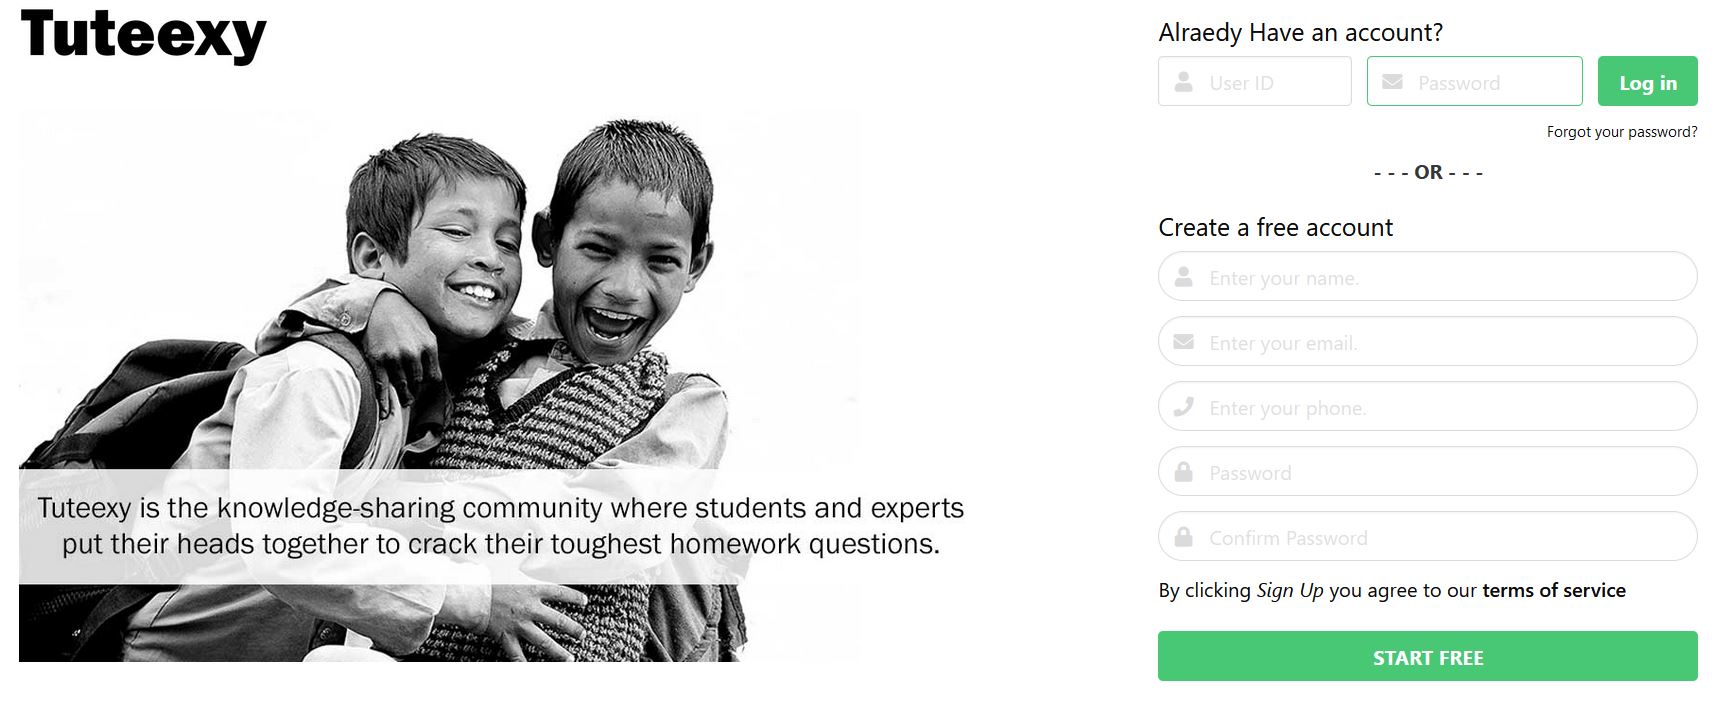 Tuteexy
Tuteexy is the knowledge-sharing community where students and experts
put their heads together to crack their toughest homework questions.
Alraedy Have an account?
User ID
Password
Log in
Forgot your password?
- - - OR - - -
Create a free account
Enter your name.
Enter your email.
Enter your phone.
Password
Confirm Password
By clicking Sign Up you agree to our terms of service
START FREE